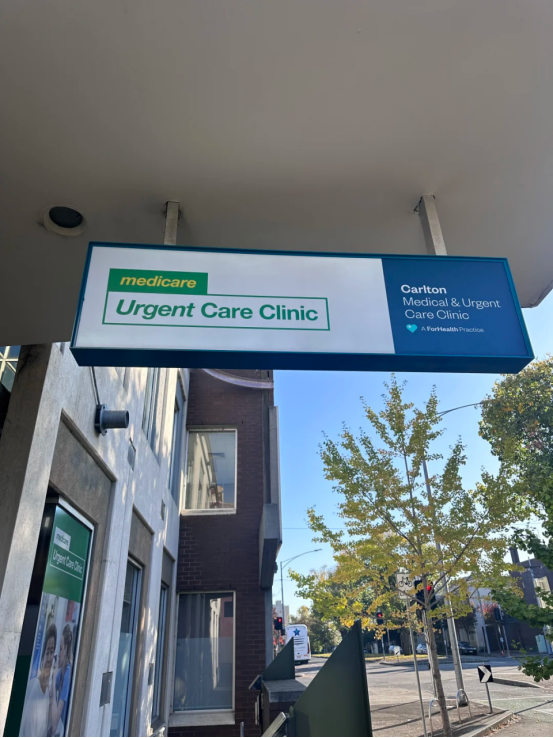 medicare
Urgent Care Clinic
Carlton
Medical & Urgent
Care Clinic
A ForHealth Practice
medicare
Urgent Care Clinic